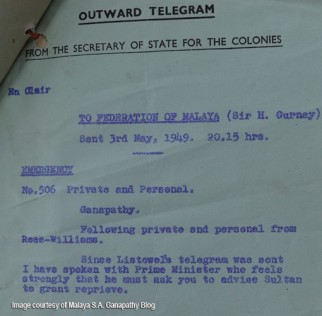 OUTWARD TELEGRAM
FROM THE SECRETARY OF STATE FOR THE COLONIES
En Clair
TO FEDERATION OF MALAYA (Sir H. Gurney)
Sent 3rd May, 1949. 20.15 hrs.
EMERGENCY
No.506 Private and Personal.
Ganapathy.
Following private and personal from
Rees-Williams.
Since Listowel's telegram was sent
I have spoken with Prime Minister who feels
strongly that he must ask you to advise Sultan
to grant reprieve.
Image courtesy of Malaya S.A. Ganapathy Blog